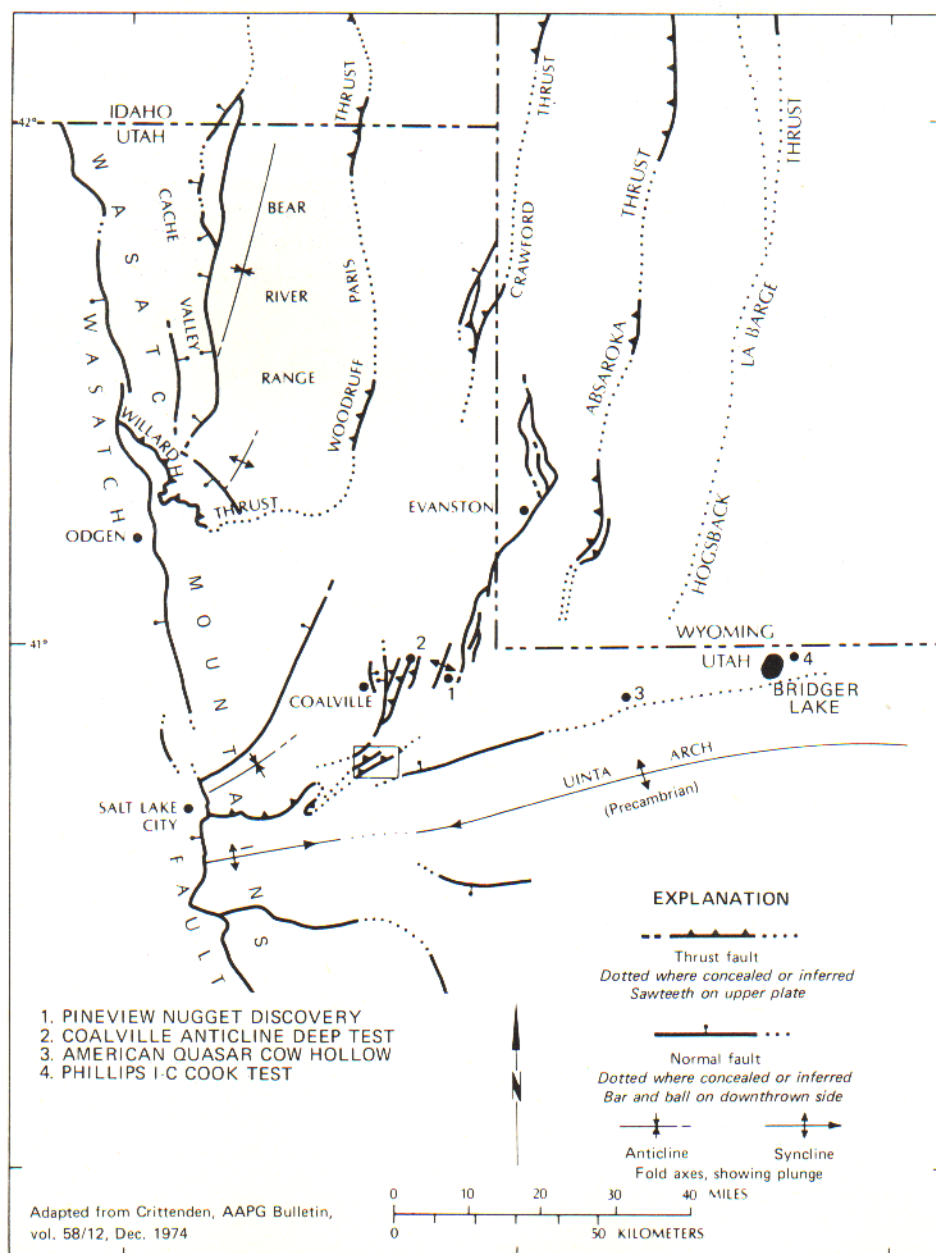 IDAHO
UTAH
42°
WASATCH
MOUNTAINS
WASATCH
FAULT
CACHE
VALLEY
BEAR
RIVER
RANGE
PARIS
THRUST
WOODRUFF
CRAWFORD
THRUST
ABSAROKA
THRUST
HOGSBACK
LA BARGE
THRUST
WILLARD
THRUST
ODGEN
EVANSTON
41°
WYOMING
UTAH
4
BRIDGER
LAKE
2
1
3
COALVILLE
SALT LAKE
CITY
UINTA ARCH
(Precambrian)
EXPLANATION
Thrust fault
Dotted where concealed or inferred
Sawteeth on upper plate
Normal fault
Dotted where concealed or inferred
Bar and ball on downthrown side
Anticline Syncline
Fold axes, showing plunge
1. PINEVIEW NUGGET DISCOVERY
2. COALVILLE ANTICLINE DEEP TEST
3. AMERICAN QUASAR COW HOLLOW
4. PHILLIPS I-C COOK TEST
N
0 10 20 30 40 MILES
0 50 KILOMETERS
Adapted from Crittenden, AAPG Bulletin,
vol. 58/12, Dec. 1974